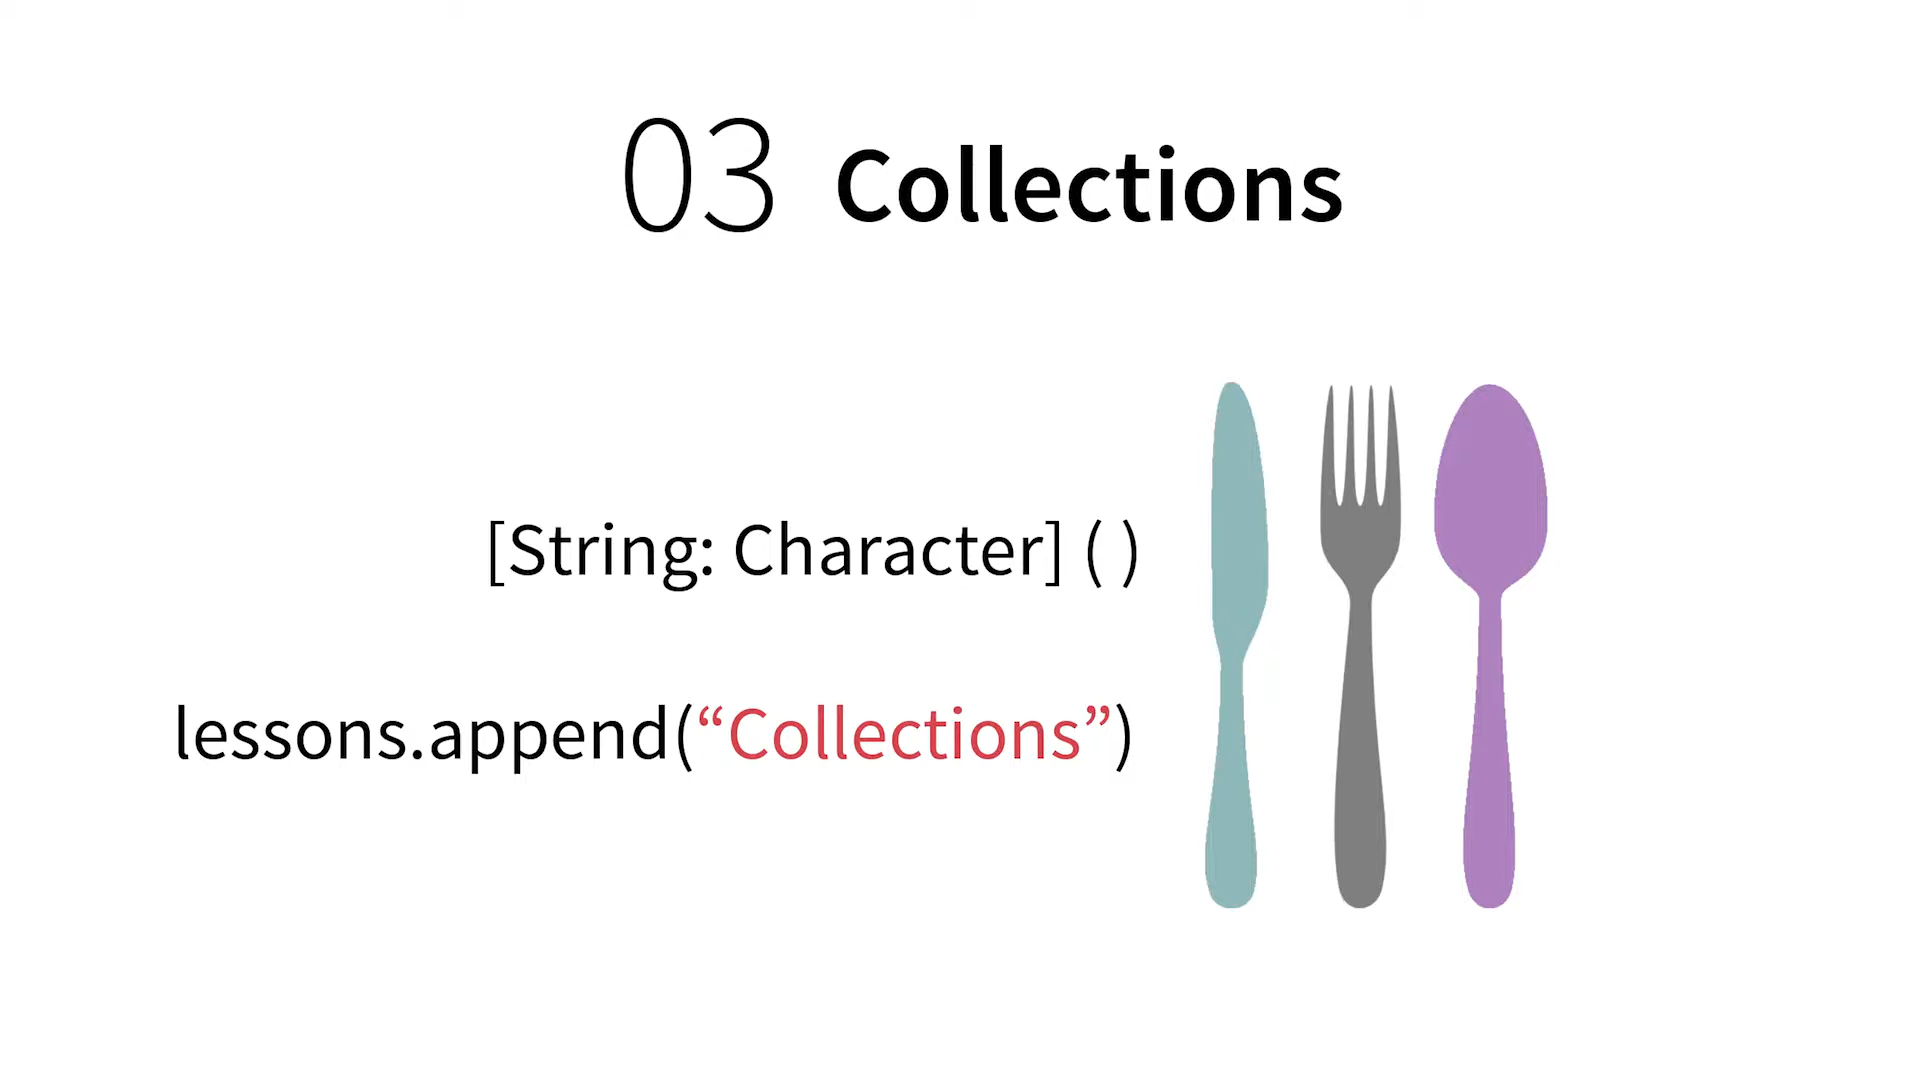 03 Collections
[String: Character] ( )
lessons.append(“Collections”)